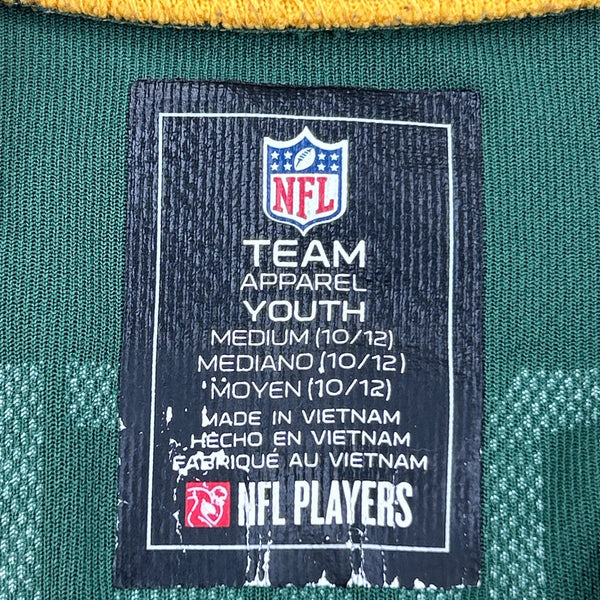 NFL
TEAM
APPAREL
YOUTH
MEDIUM (10/12)
MEDIANO (10/12)
MOYEN (10/12)
MADE IN VIETNAM
HECHO EN VIETNAM
FABRIQUÉ AU VIETNAM
NFL PLAYERS